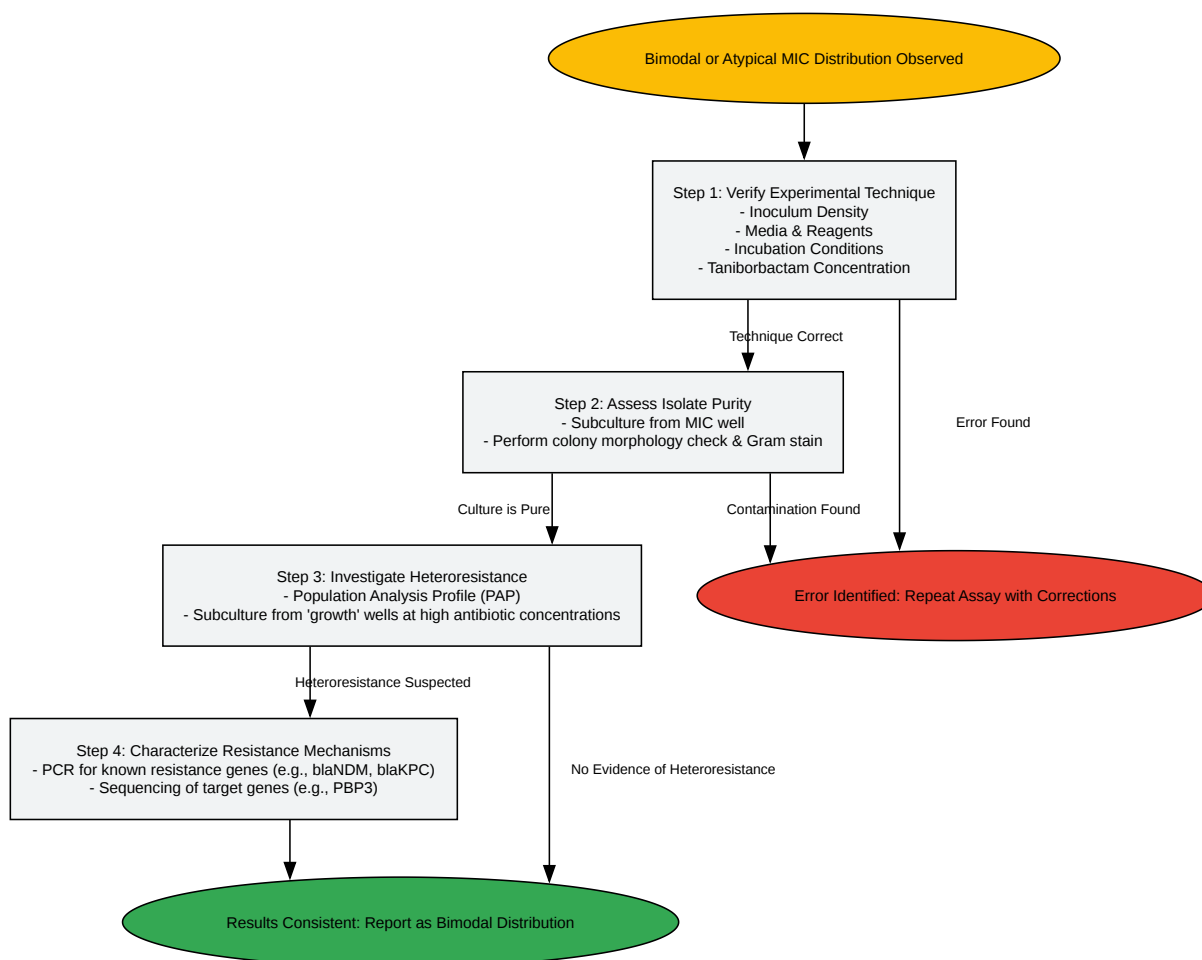 Bimodal or Atypical MIC Distribution Observed
Step 1: Verify Experimental Technique
- Inoculum Density
- Media & Reagents
- Incubation Conditions
- Taniborbactam Concentration
Technique Correct
Error Found
Step 2: Assess Isolate Purity
- Subculture from MIC well
- Perform colony morphology check & Gram stain
Culture is Pure
Contamination Found
Step 3: Investigate Heteroresistance
- Population Analysis Profile (PAP)
- Subculture from 'growth' wells at high antibiotic concentrations
Error Identified: Repeat Assay with Corrections
Heteroresistance Suspected
No Evidence of Heteroresistance
Step 4: Characterize Resistance Mechanisms
- PCR for known resistance genes (e.g., blaNDM, blaKPC)
- Sequencing of target genes (e.g., PBP3)
Results Consistent: Report as Bimodal Distribution